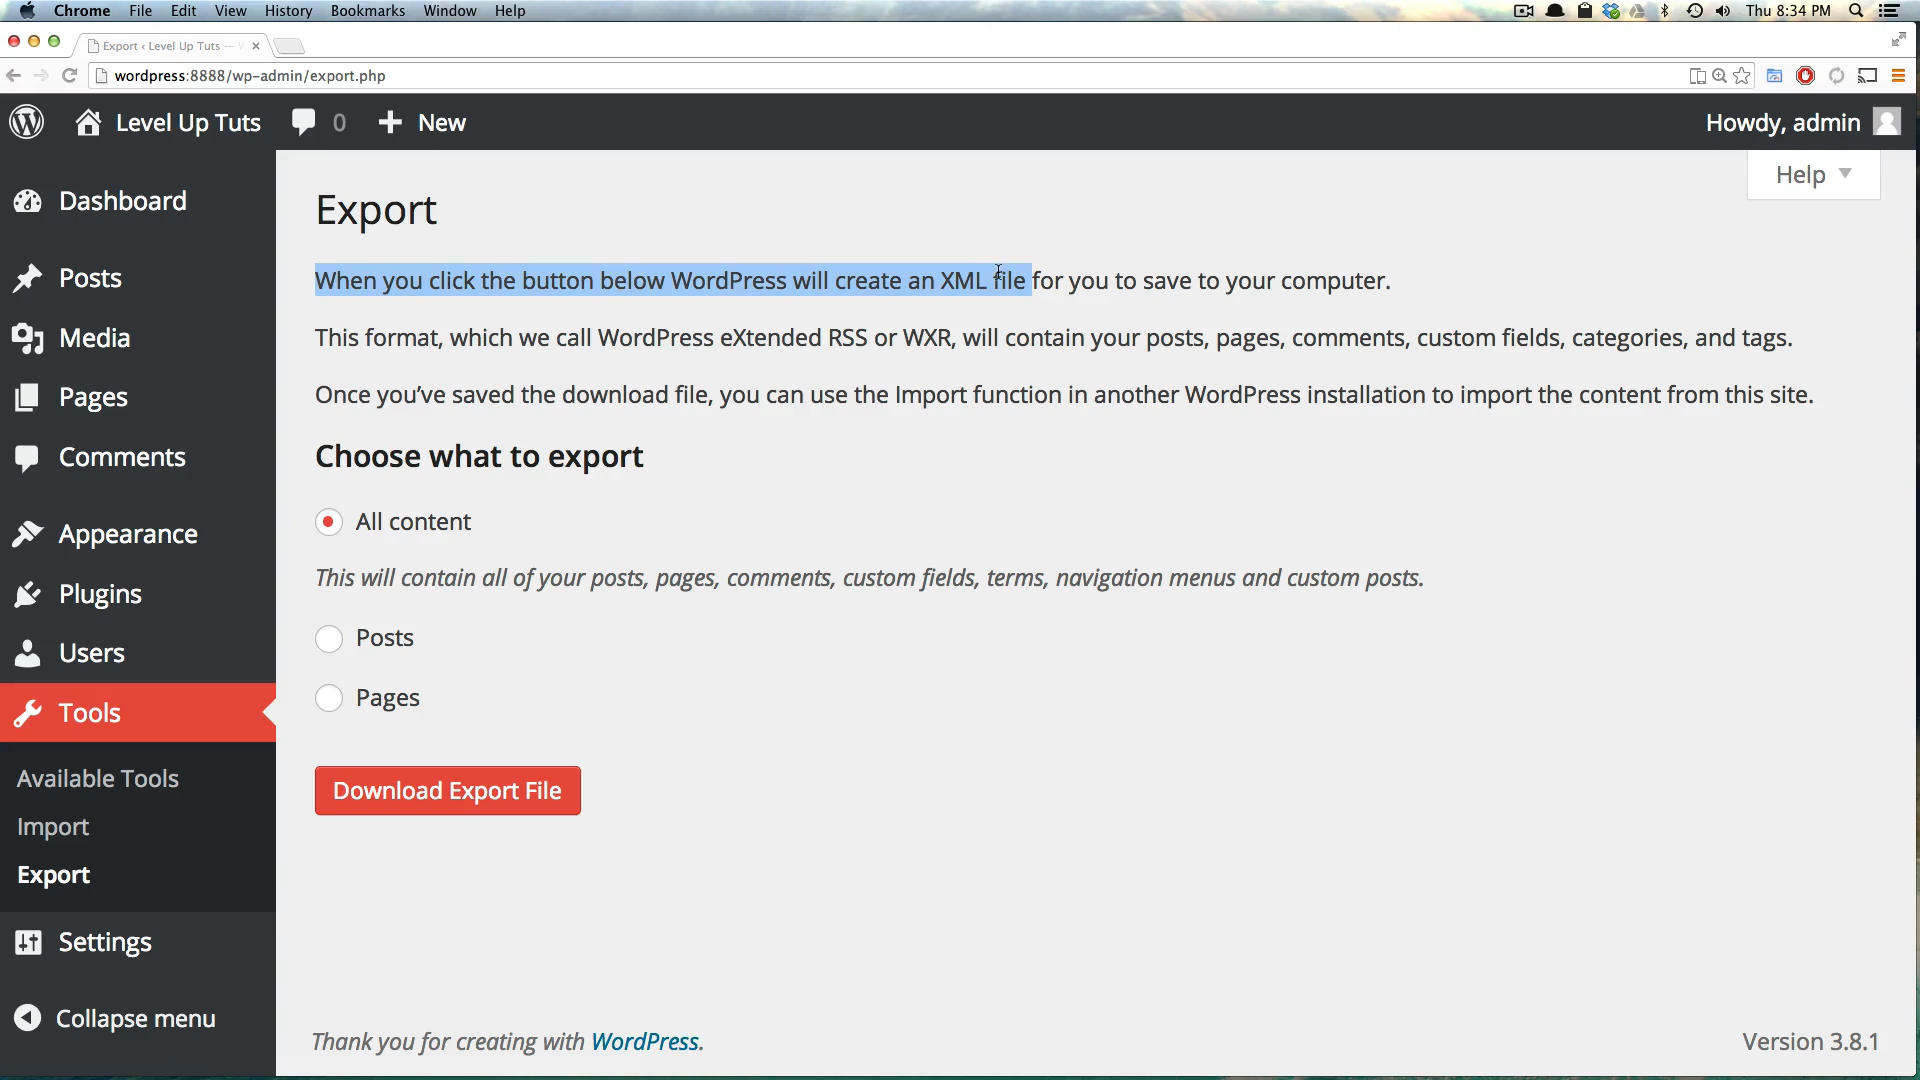 Chrome File Edit View History Bookmarks Window Help Thu 8:34 PM
Export ‹ Level Up Tuts —
wordpress:8888/wp-admin/export.php
Level Up Tuts 0 New Howdy, admin
Help
Dashboard
Posts
Media
Pages
Comments
Appearance
Plugins
Users
Tools
Available Tools
Import
Export
Settings
Collapse menu
Export
When you click the button below WordPress will create an XML file for you to save to your computer.
This format, which we call WordPress eXtended RSS or WXR, will contain your posts, pages, comments, custom fields, categories, and tags.
Once you’ve saved the download file, you can use the Import function in another WordPress installation to import the content from this site.
Choose what to export
All content
This will contain all of your posts, pages, comments, custom fields, terms, navigation menus and custom posts.
Posts
Pages
Download Export File
Thank you for creating with WordPress. Version 3.8.1